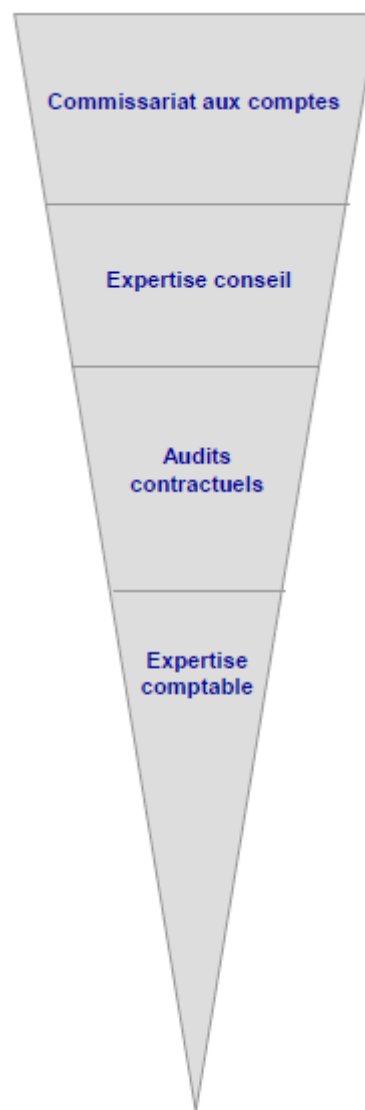 Commissariat aux comptes
Expertise conseil
Audits
contractuels
Expertise
comptable